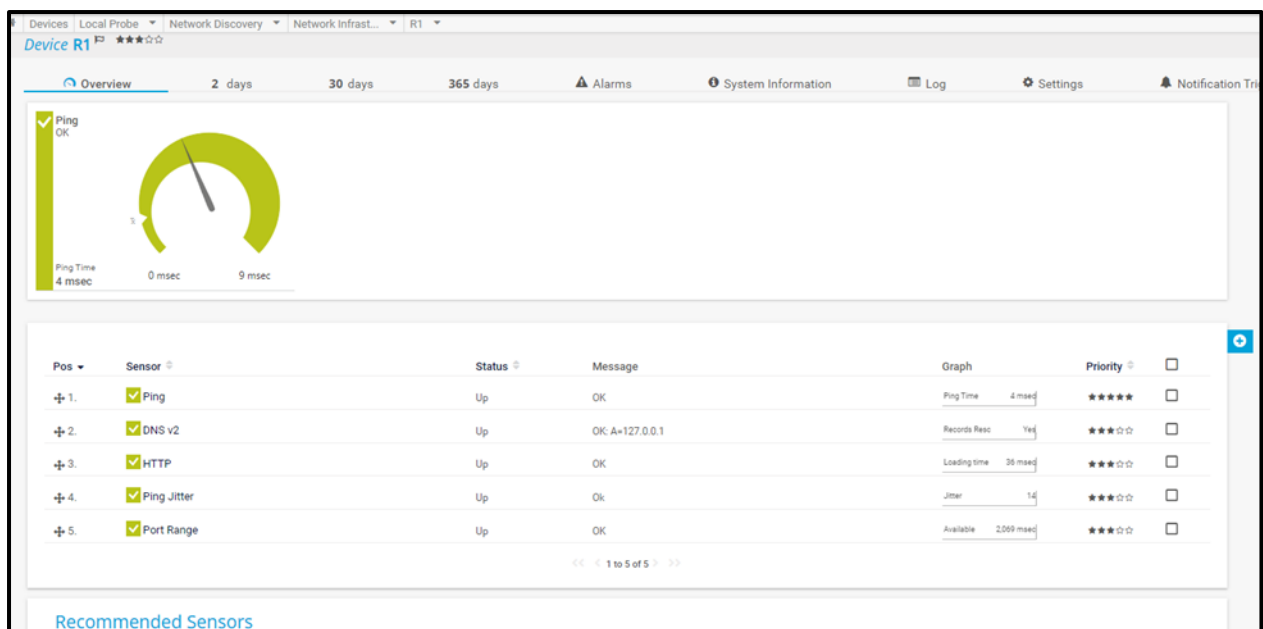 Devices Local Probe Network Discovery Network Infrast... R1
Device R1
Overview 2 days 30 days 365 days Alarms System Information Log Settings Notification Tri
Ping
OK
Ping Time
4 msec
0 msec 9 msec
Pos Sensor Status Message Graph Priority
1. Ping Up OK Ping Time 4 msec
2. DNS v2 Up OK; A=127.0.0.1 Records Reso Yes
3. HTTP Up OK Loading time 36 msec
4. Ping Jitter Up Ok Jitter 14
5. Port Range Up OK Available 2,069 msec
<< < 1 to 5 of 5 > >>
Recommended Sensors